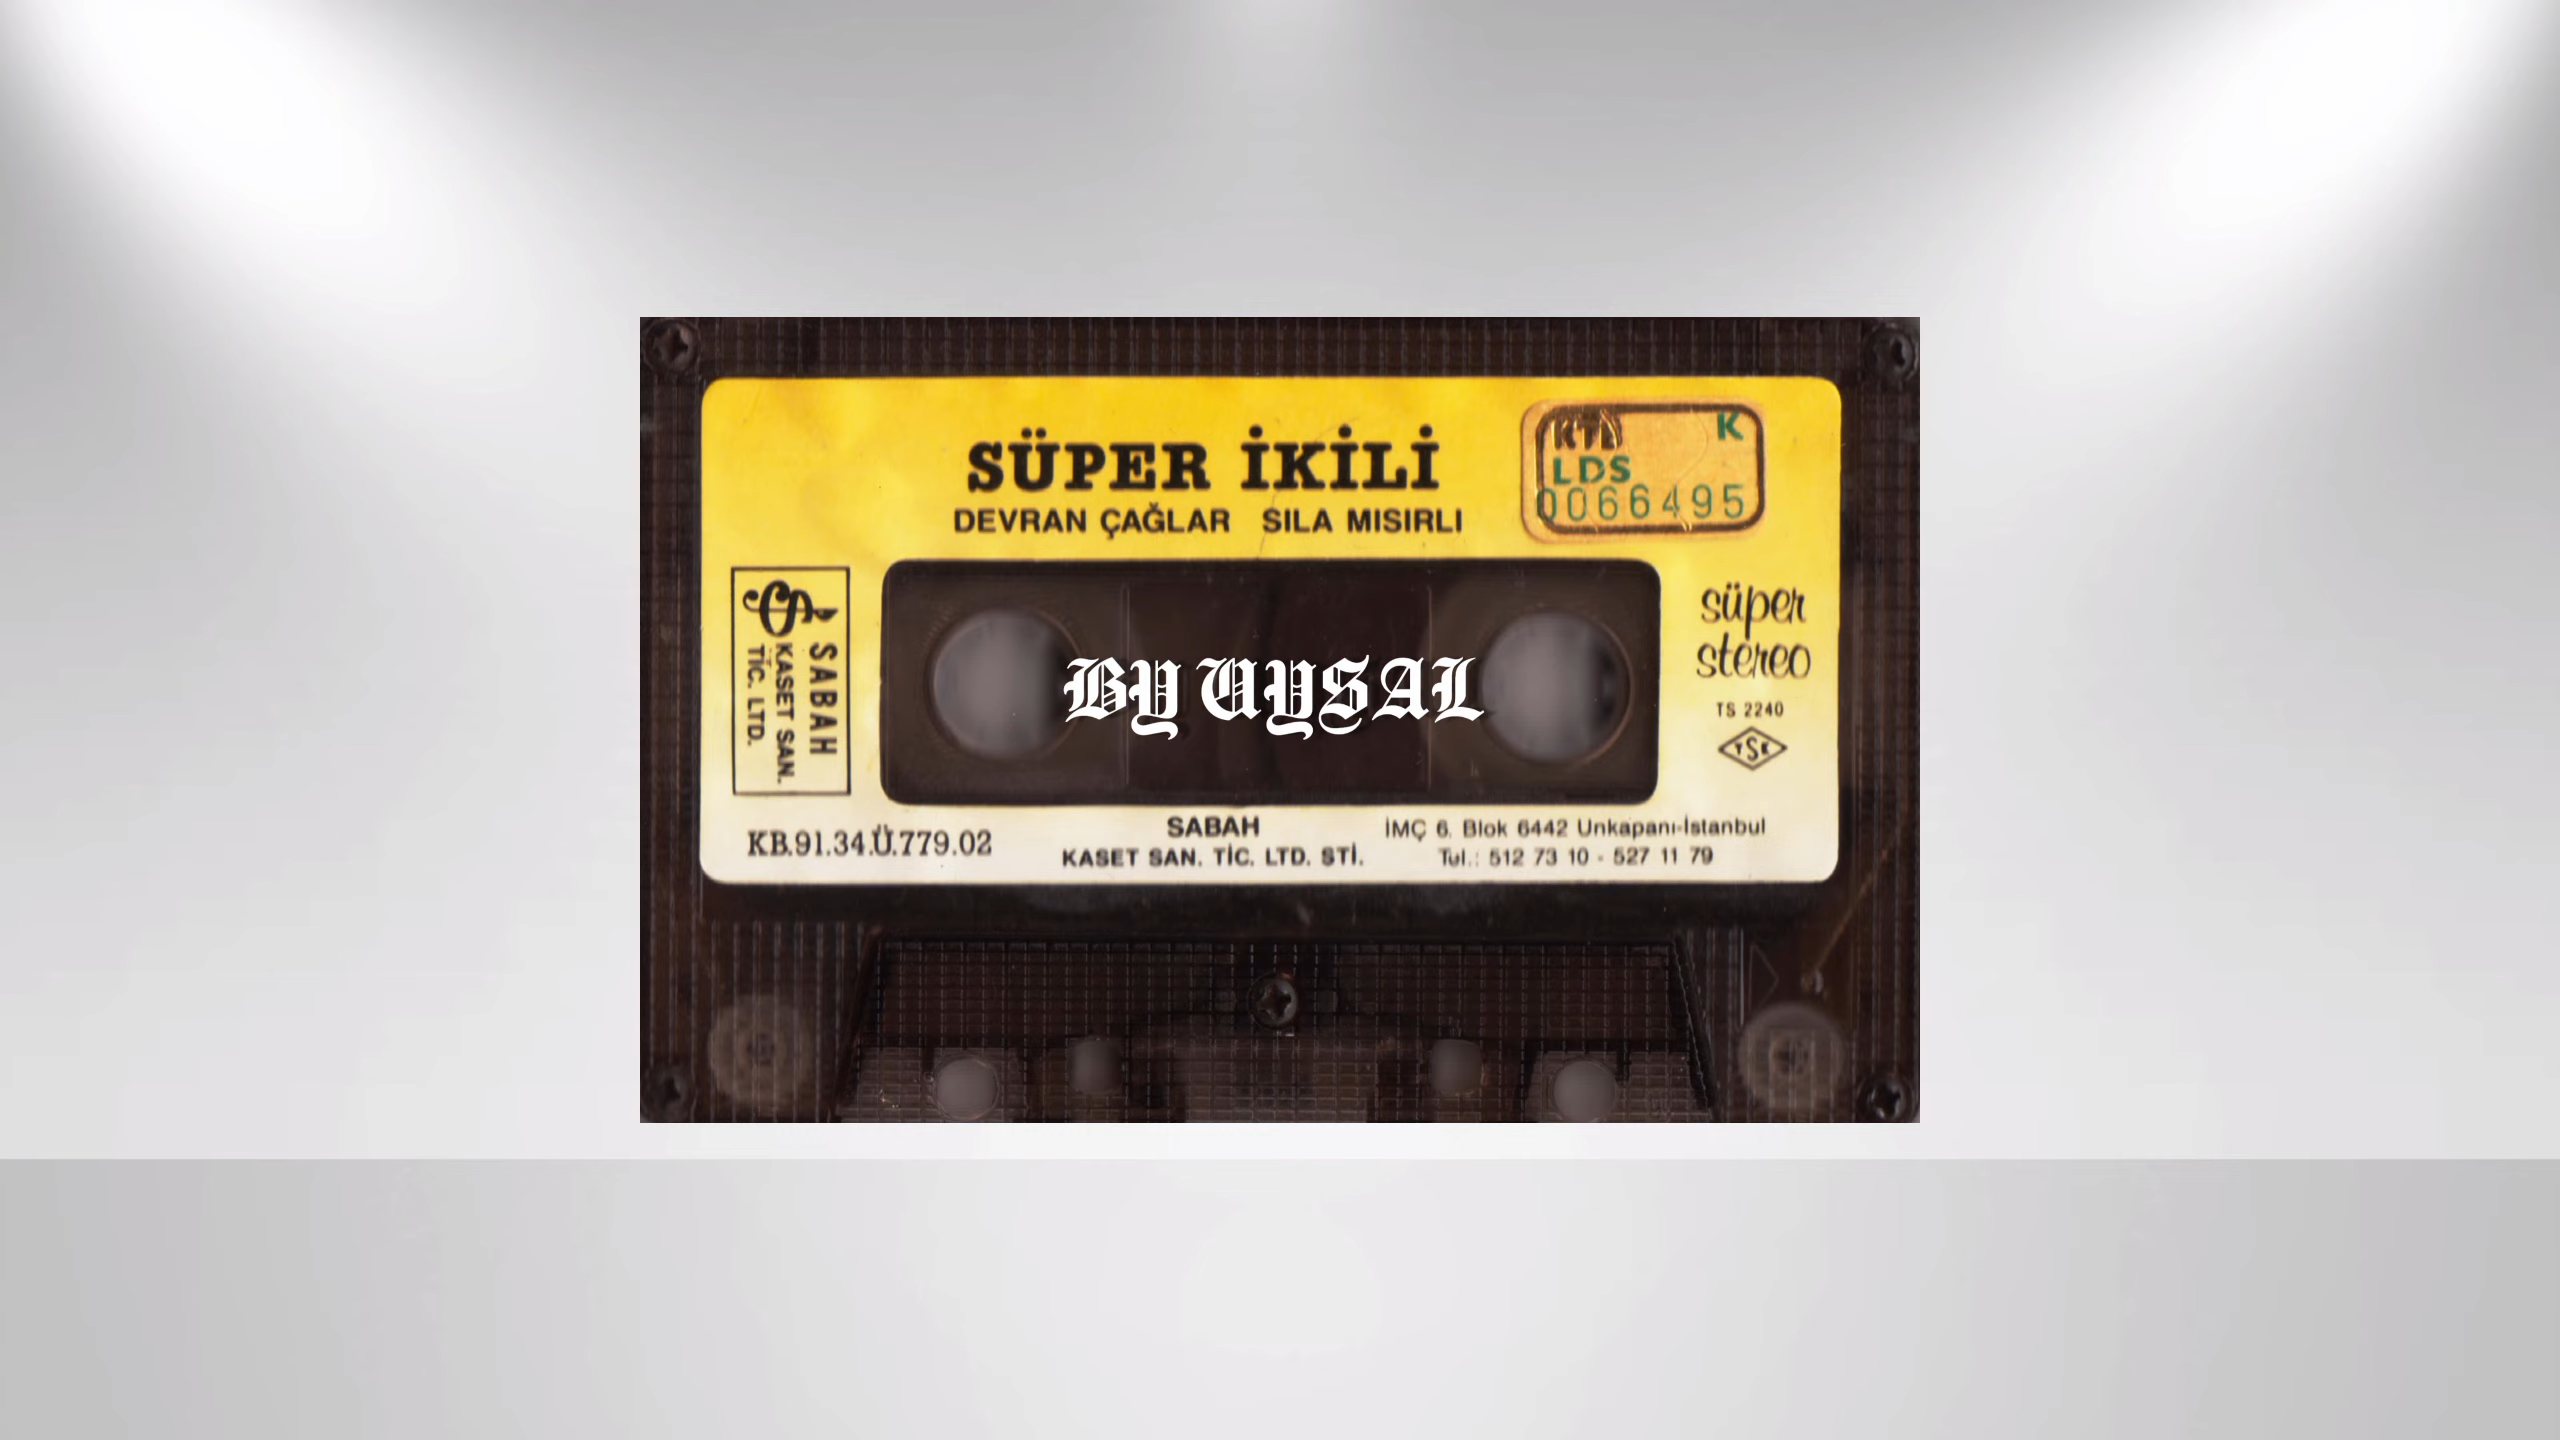 SÜPER İKİLİ
DEVRAN ÇAĞLAR SILA MISIRLI
K
LDS
0066495
SABAH
KASET SAN.
TİC. LTD.
BY UYSAL
süper
stereo
TS 2240
TSE
KB.91.34.Ü.779.02
SABAH
KASET SAN. TİC. LTD. STİ.
İMÇ 6. Blok 6442 Unkapanı-İstanbul
Tel.: 512 73 10 - 527 11 79